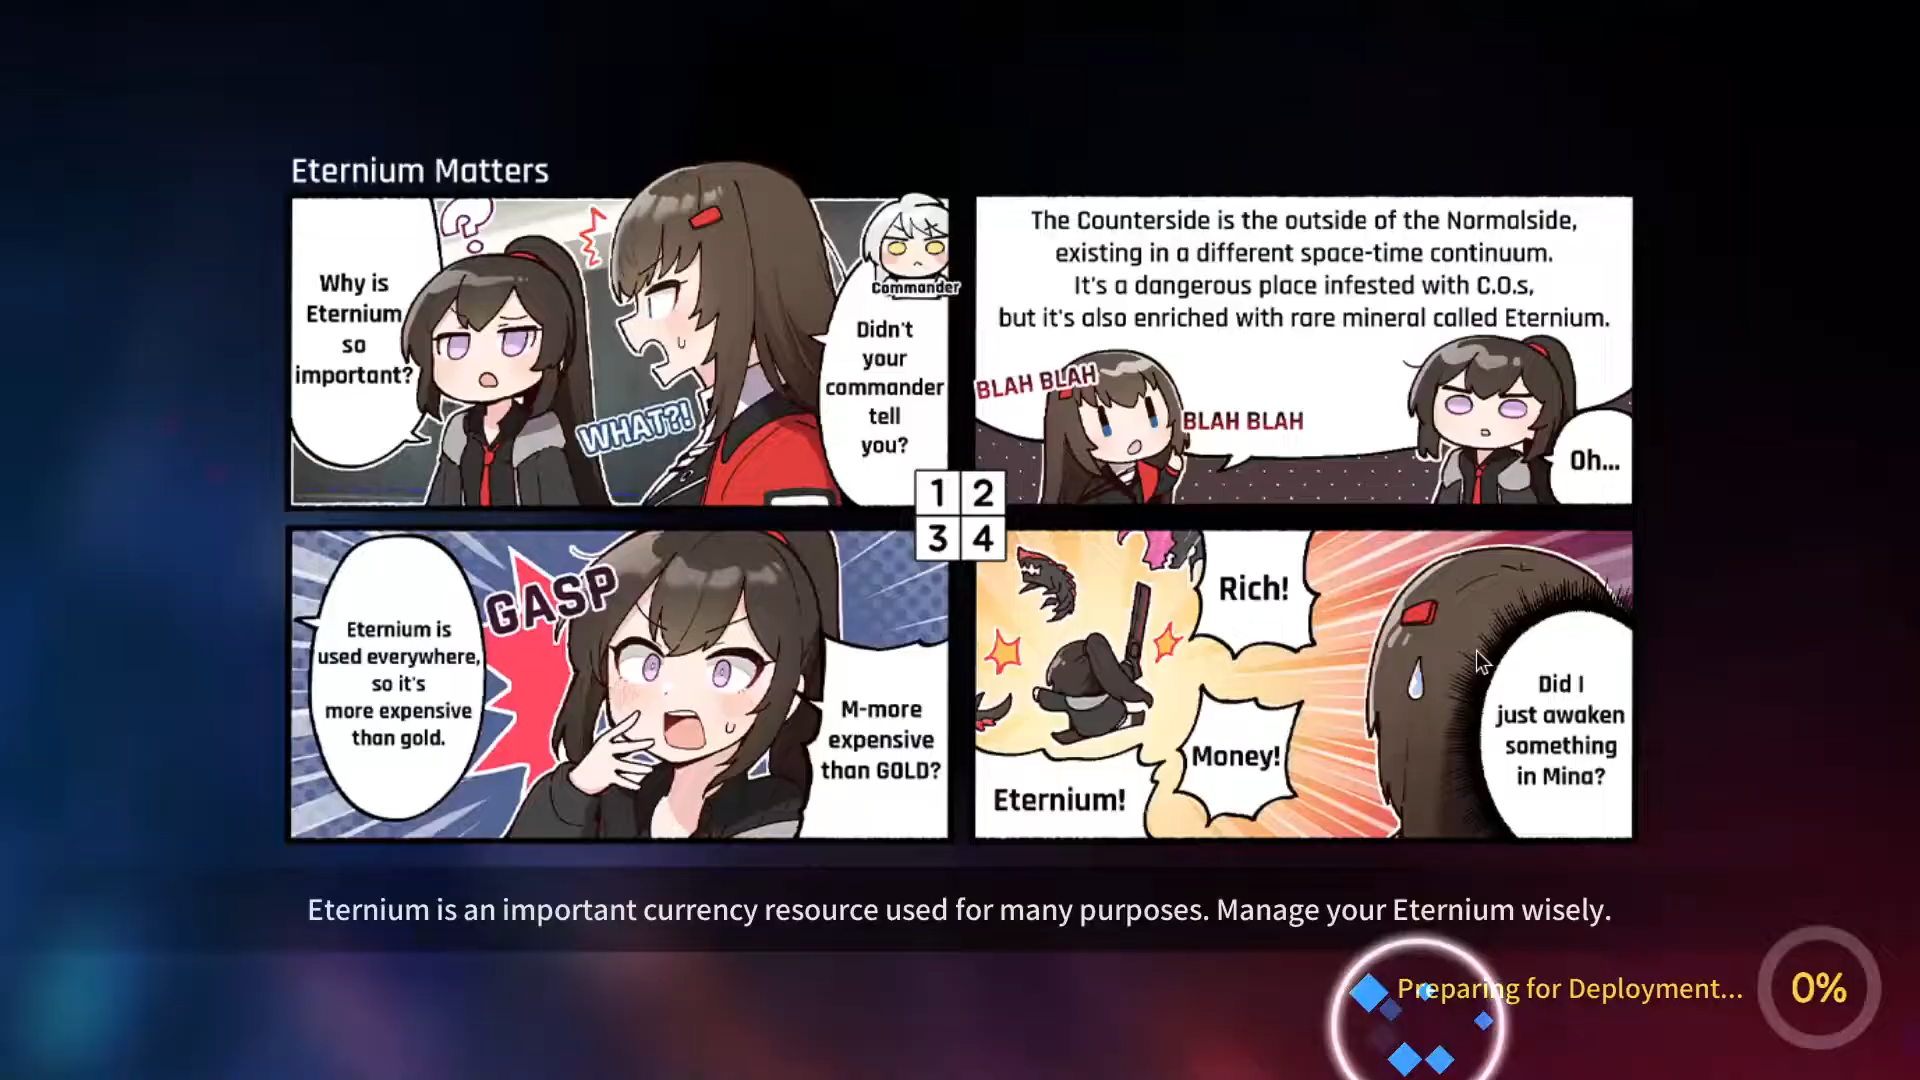 Eternium Matters
Why is
Eternium
so
important?
WHAT?!
Commander
Didn't
your
commander
tell
you?
The Counterside is the outside of the Normalside,
existing in a different space-time continuum.
It's a dangerous place infested with C.O.s,
but it's also enriched with rare mineral called Eternium.
BLAH BLAH
BLAH BLAH
Oh...
1 2
3 4
Eternium is
used everywhere,
so it's
more expensive
than gold.
GASP
M-more
expensive
than GOLD?
Rich!
Money!
Eternium!
Did I
just awaken
something
in Mina?
Eternium is an important currency resource used for many purposes. Manage your Eternium wisely.
Preparing for Deployment...
0%